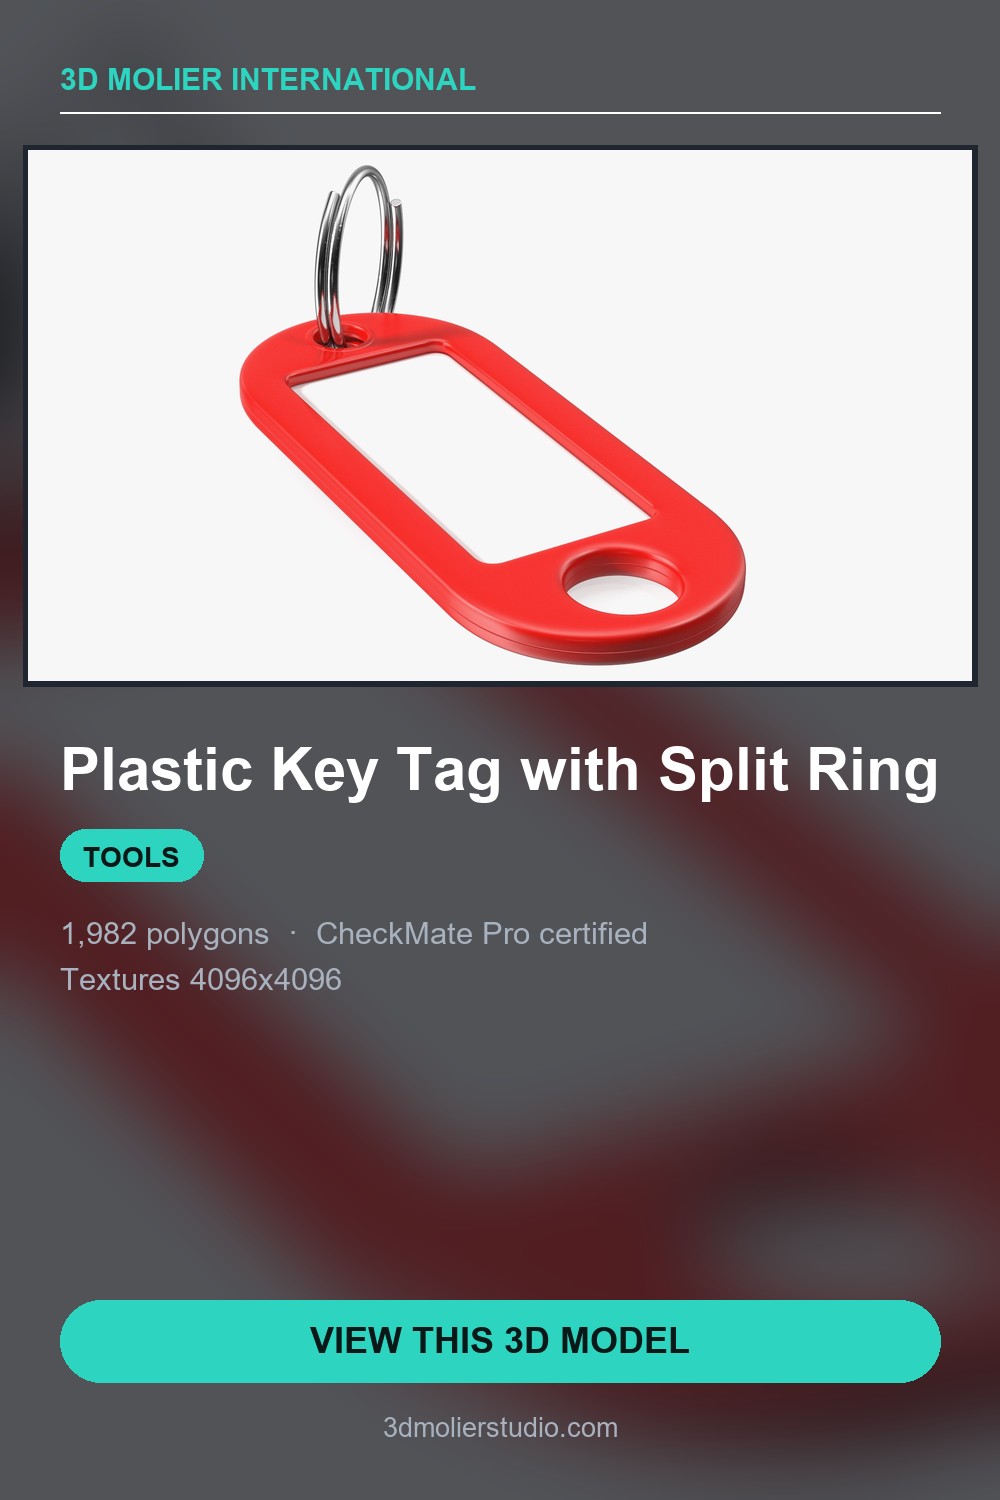 3D MOLIER INTERNATIONAL
Plastic Key Tag with Split Ring
TOOLS
1,982 polygons · CheckMate Pro certified
Textures 4096x4096
VIEW THIS 3D MODEL
3dmolierstudio.com